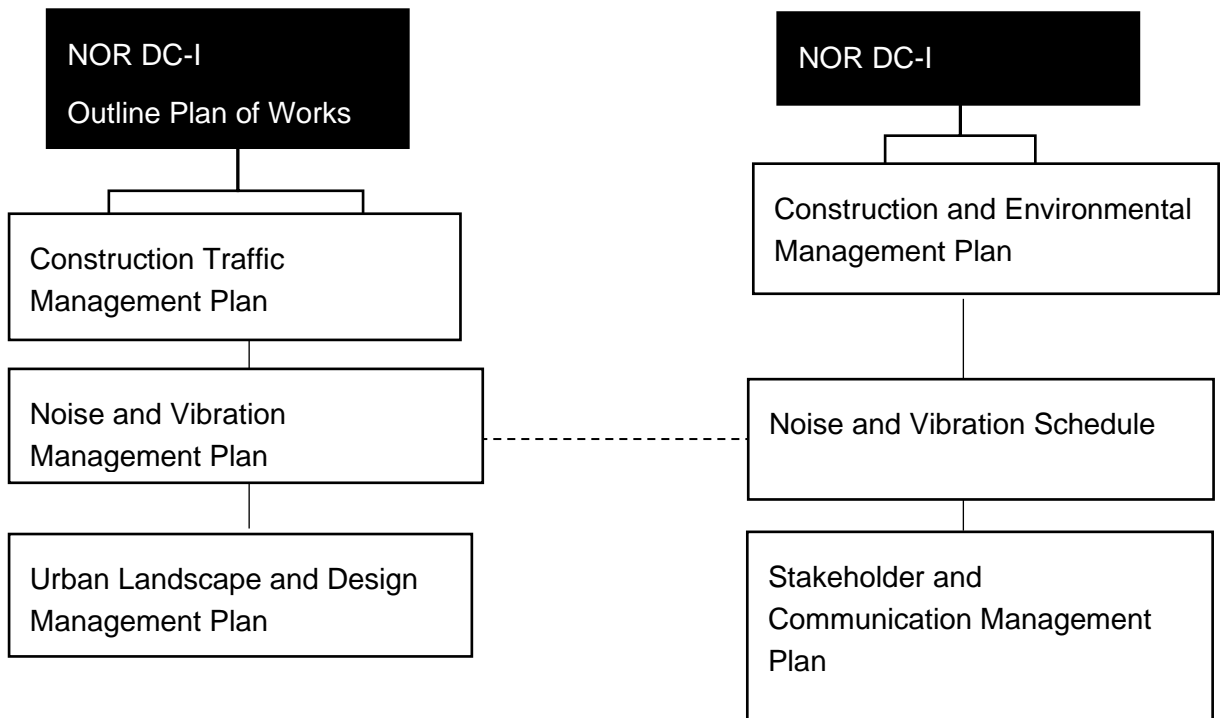 NOR DC-I
Outline Plan of Works
Construction Traffic
Management Plan
Noise and Vibration
Management Plan
Urban Landscape and Design
Management Plan
NOR DC-I
Construction and Environmental
Management Plan
Noise and Vibration Schedule
Stakeholder and
Communication Management
Plan